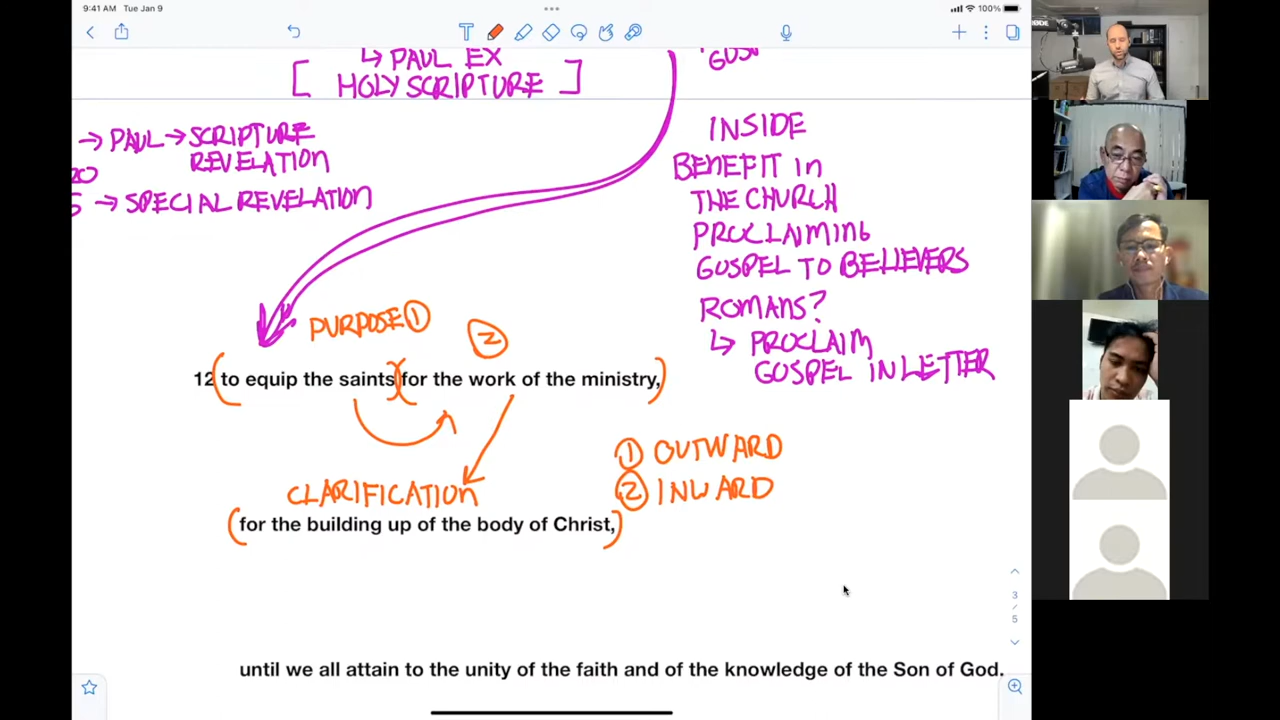 9:41 AM Tue Jan 9
100%
T
↳ PAUL EX
[ HOLY SCRIPTURE ]
→ PAUL → SCRIPTURE
REVELATION
→ SPECIAL REVELATION
INSIDE
BENEFIT in
THE CHURCH
PROCLAIMING
GOSPEL TO BELIEVERS
ROMANS?
↳ PROCLAIM
GOSPEL IN LETTER
PURPOSE ①
②
12 (to equip the saints)(for the work of the ministry,)
① OUTWARD
② INWARD
CLARIFICATION
(for the building up of the body of Christ,)
3
/
5
until we all attain to the unity of the faith and of the knowledge of the Son of God.